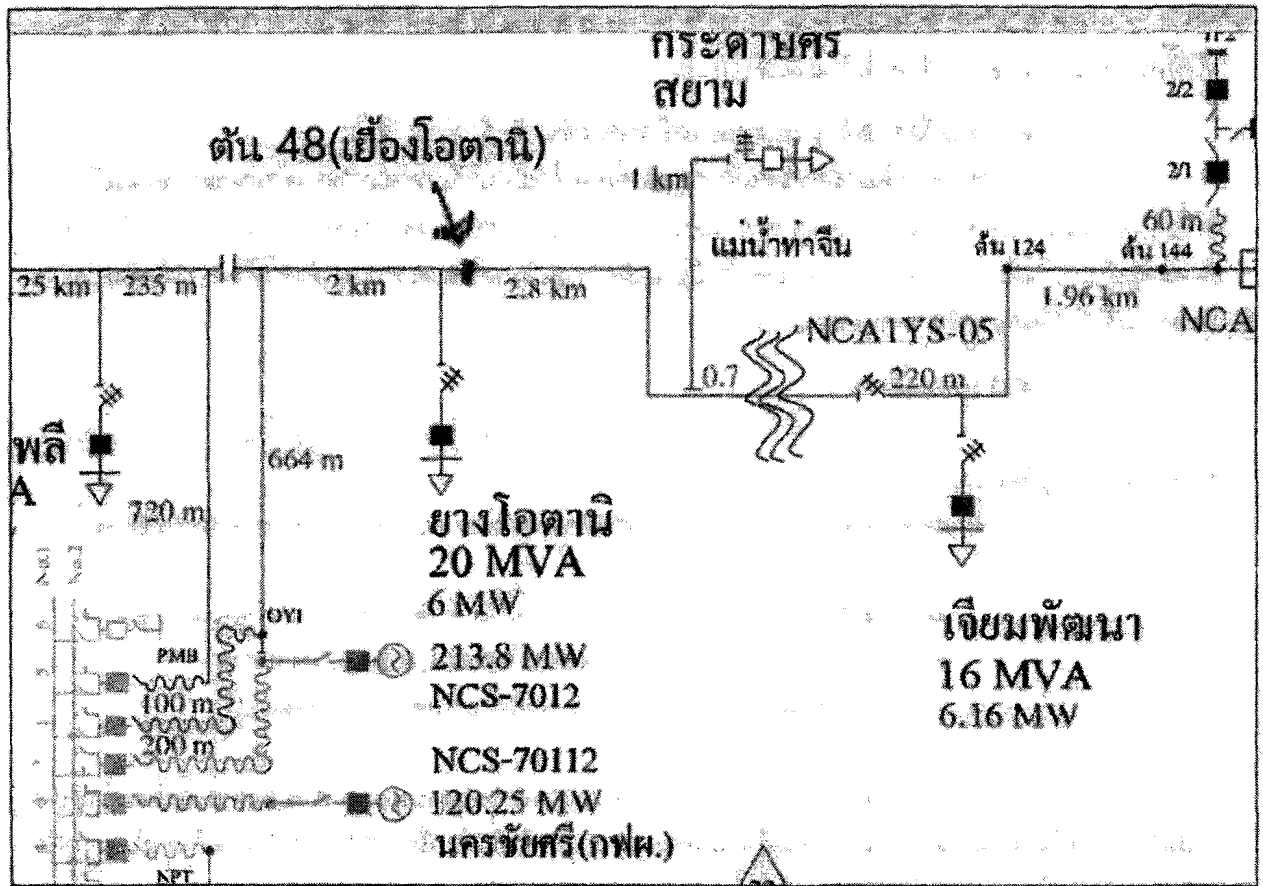 กระดาษศร
สยาม
ต้น 48(เยื้องโอตานิ)
2/2
2/1
1 km
60 m
แม่น้ำท่าจีน
ต้น 124
ต้น 144
25 km
235 m
2 km
2.8 km
1.96 km
NCA1YS-05
NCA
0.7
220 m
พลี
A
664 m
720 m
ยางโอตานิ
20 MVA
6 MW
เจียมพัฒนา
16 MVA
6.16 MW
OYI
PMB
213.8 MW
100 m
NCS-7012
200 m
NCS-70112
120.25 MW
นครชัยศรี(กฟผ.)
NPT